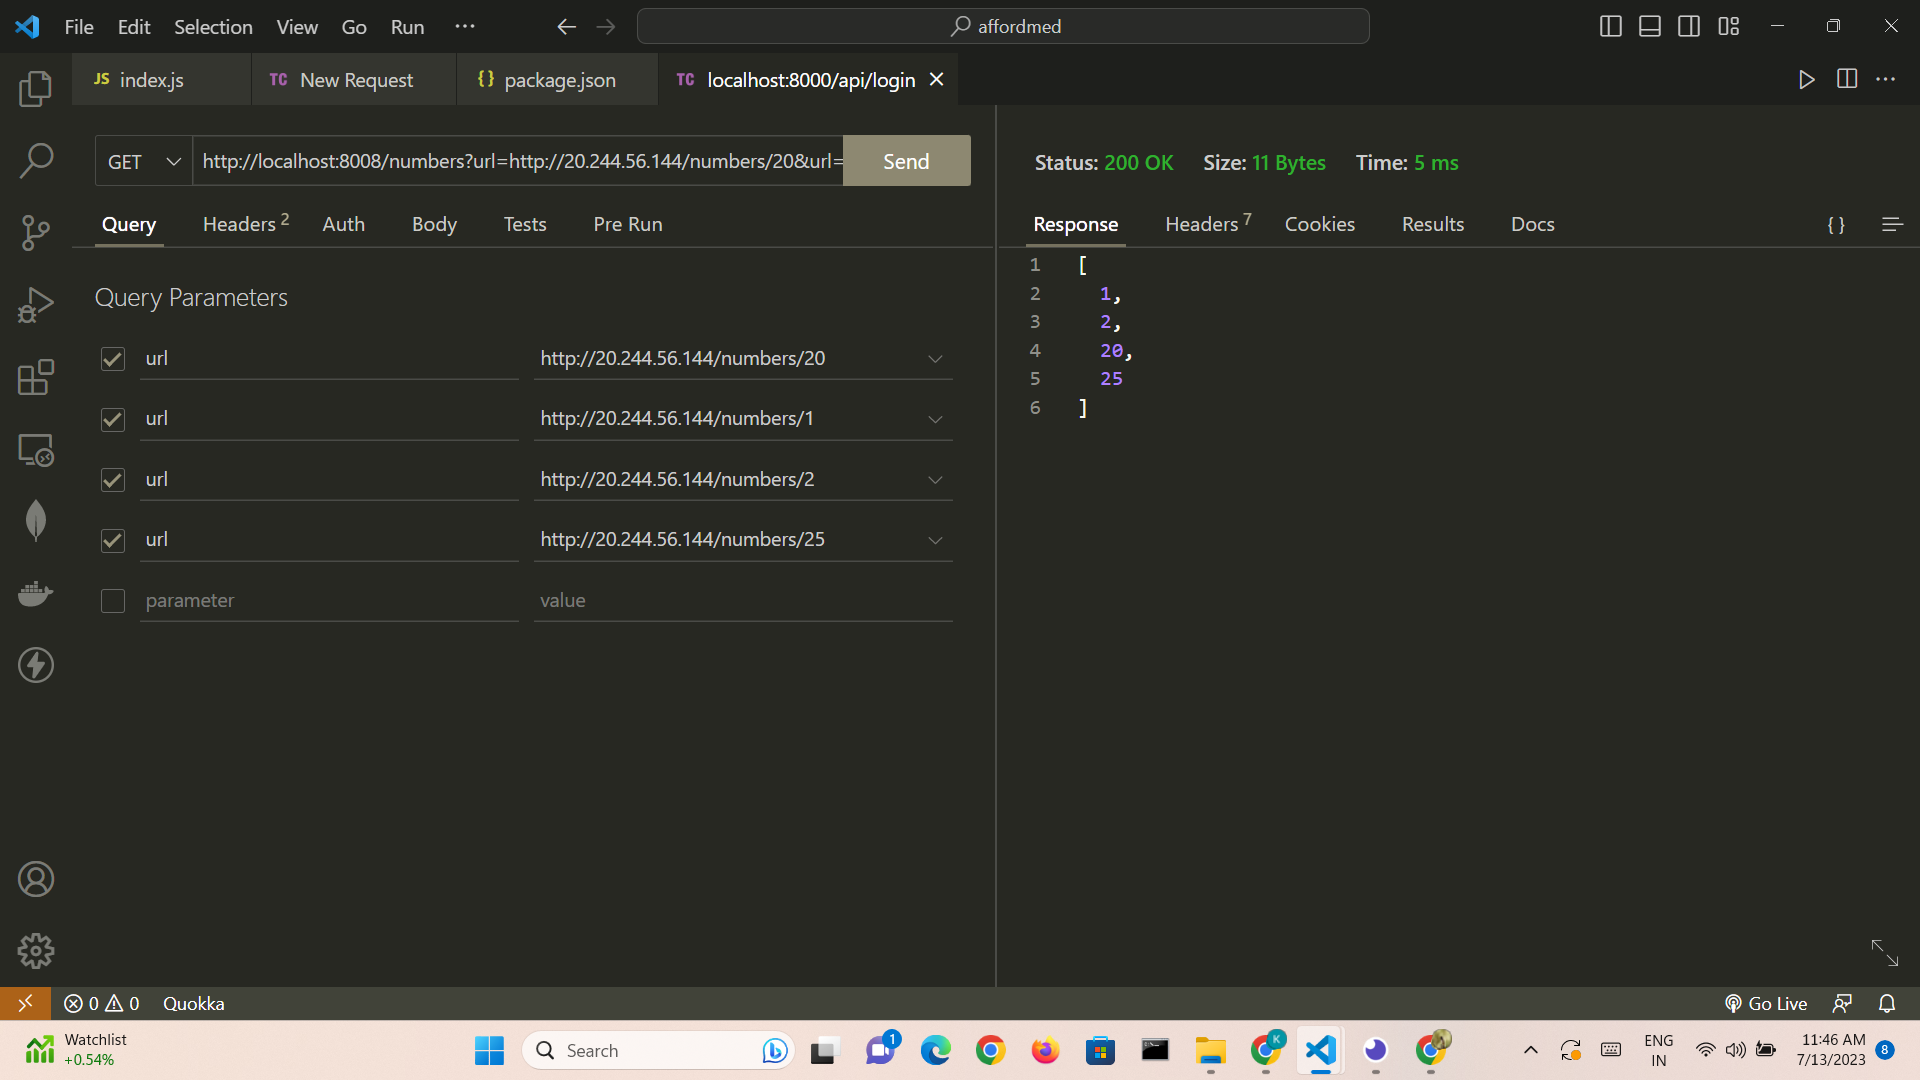 File Edit Selection View Go Run ··· affordmed
JS index.js TC New Request {} package.json TC localhost:8000/api/login
GET http://localhost:8008/numbers?url=http://20.244.56.144/numbers/20&url= Send
Status: 200 OK Size: 11 Bytes Time: 5 ms
Query Headers 2 Auth Body Tests Pre Run
Response Headers 7 Cookies Results Docs { }
Query Parameters
url http://20.244.56.144/numbers/20
url http://20.244.56.144/numbers/1
url http://20.244.56.144/numbers/2
url http://20.244.56.144/numbers/25
parameter value
1 [
2 1,
3 2,
4 20,
5 25
6 ]
0 0 Quokka Go Live
Watchlist
+0.54%
Search
1
K
ENG
IN
11:46 AM
7/13/2023
8